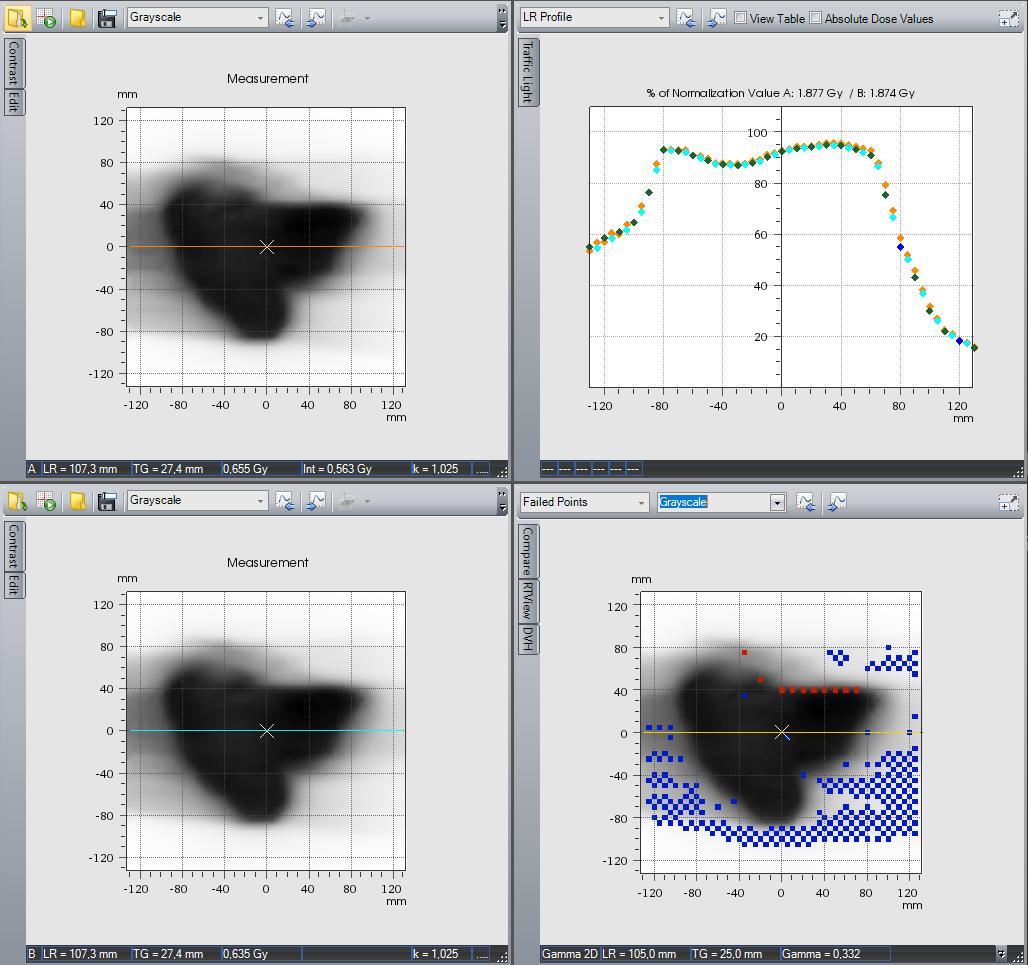 Grayscale
Contrast
Edit
Measurement
mm
120
80
40
0
-40
-80
-120
-120 -80 -40 0 40 80 120
mm
A LR = 107,3 mm TG = 27,4 mm 0,655 Gy Int = 0,563 Gy k = 1,025 .....
LR Profile View Table Absolute Dose Values
Traffic Light
% of Normalization Value A: 1.877 Gy / B: 1.874 Gy
100
80
60
40
20
-120 -80 -40 0 40 80 120
mm
--- --- --- --- --- ---
Grayscale
Contrast
Edit
Measurement
mm
120
80
40
0
-40
-80
-120
-120 -80 -40 0 40 80 120
mm
B LR = 107,3 mm TG = 27,4 mm 0,635 Gy k = 1,025 .....
Failed Points Grayscale
Compare
RTView
DVH
mm
120
80
40
0
-40
-80
-120
-120 -80 -40 0 40 80 120
mm
Gamma 2D LR = 105,0 mm TG = 25,0 mm Gamma = 0,332